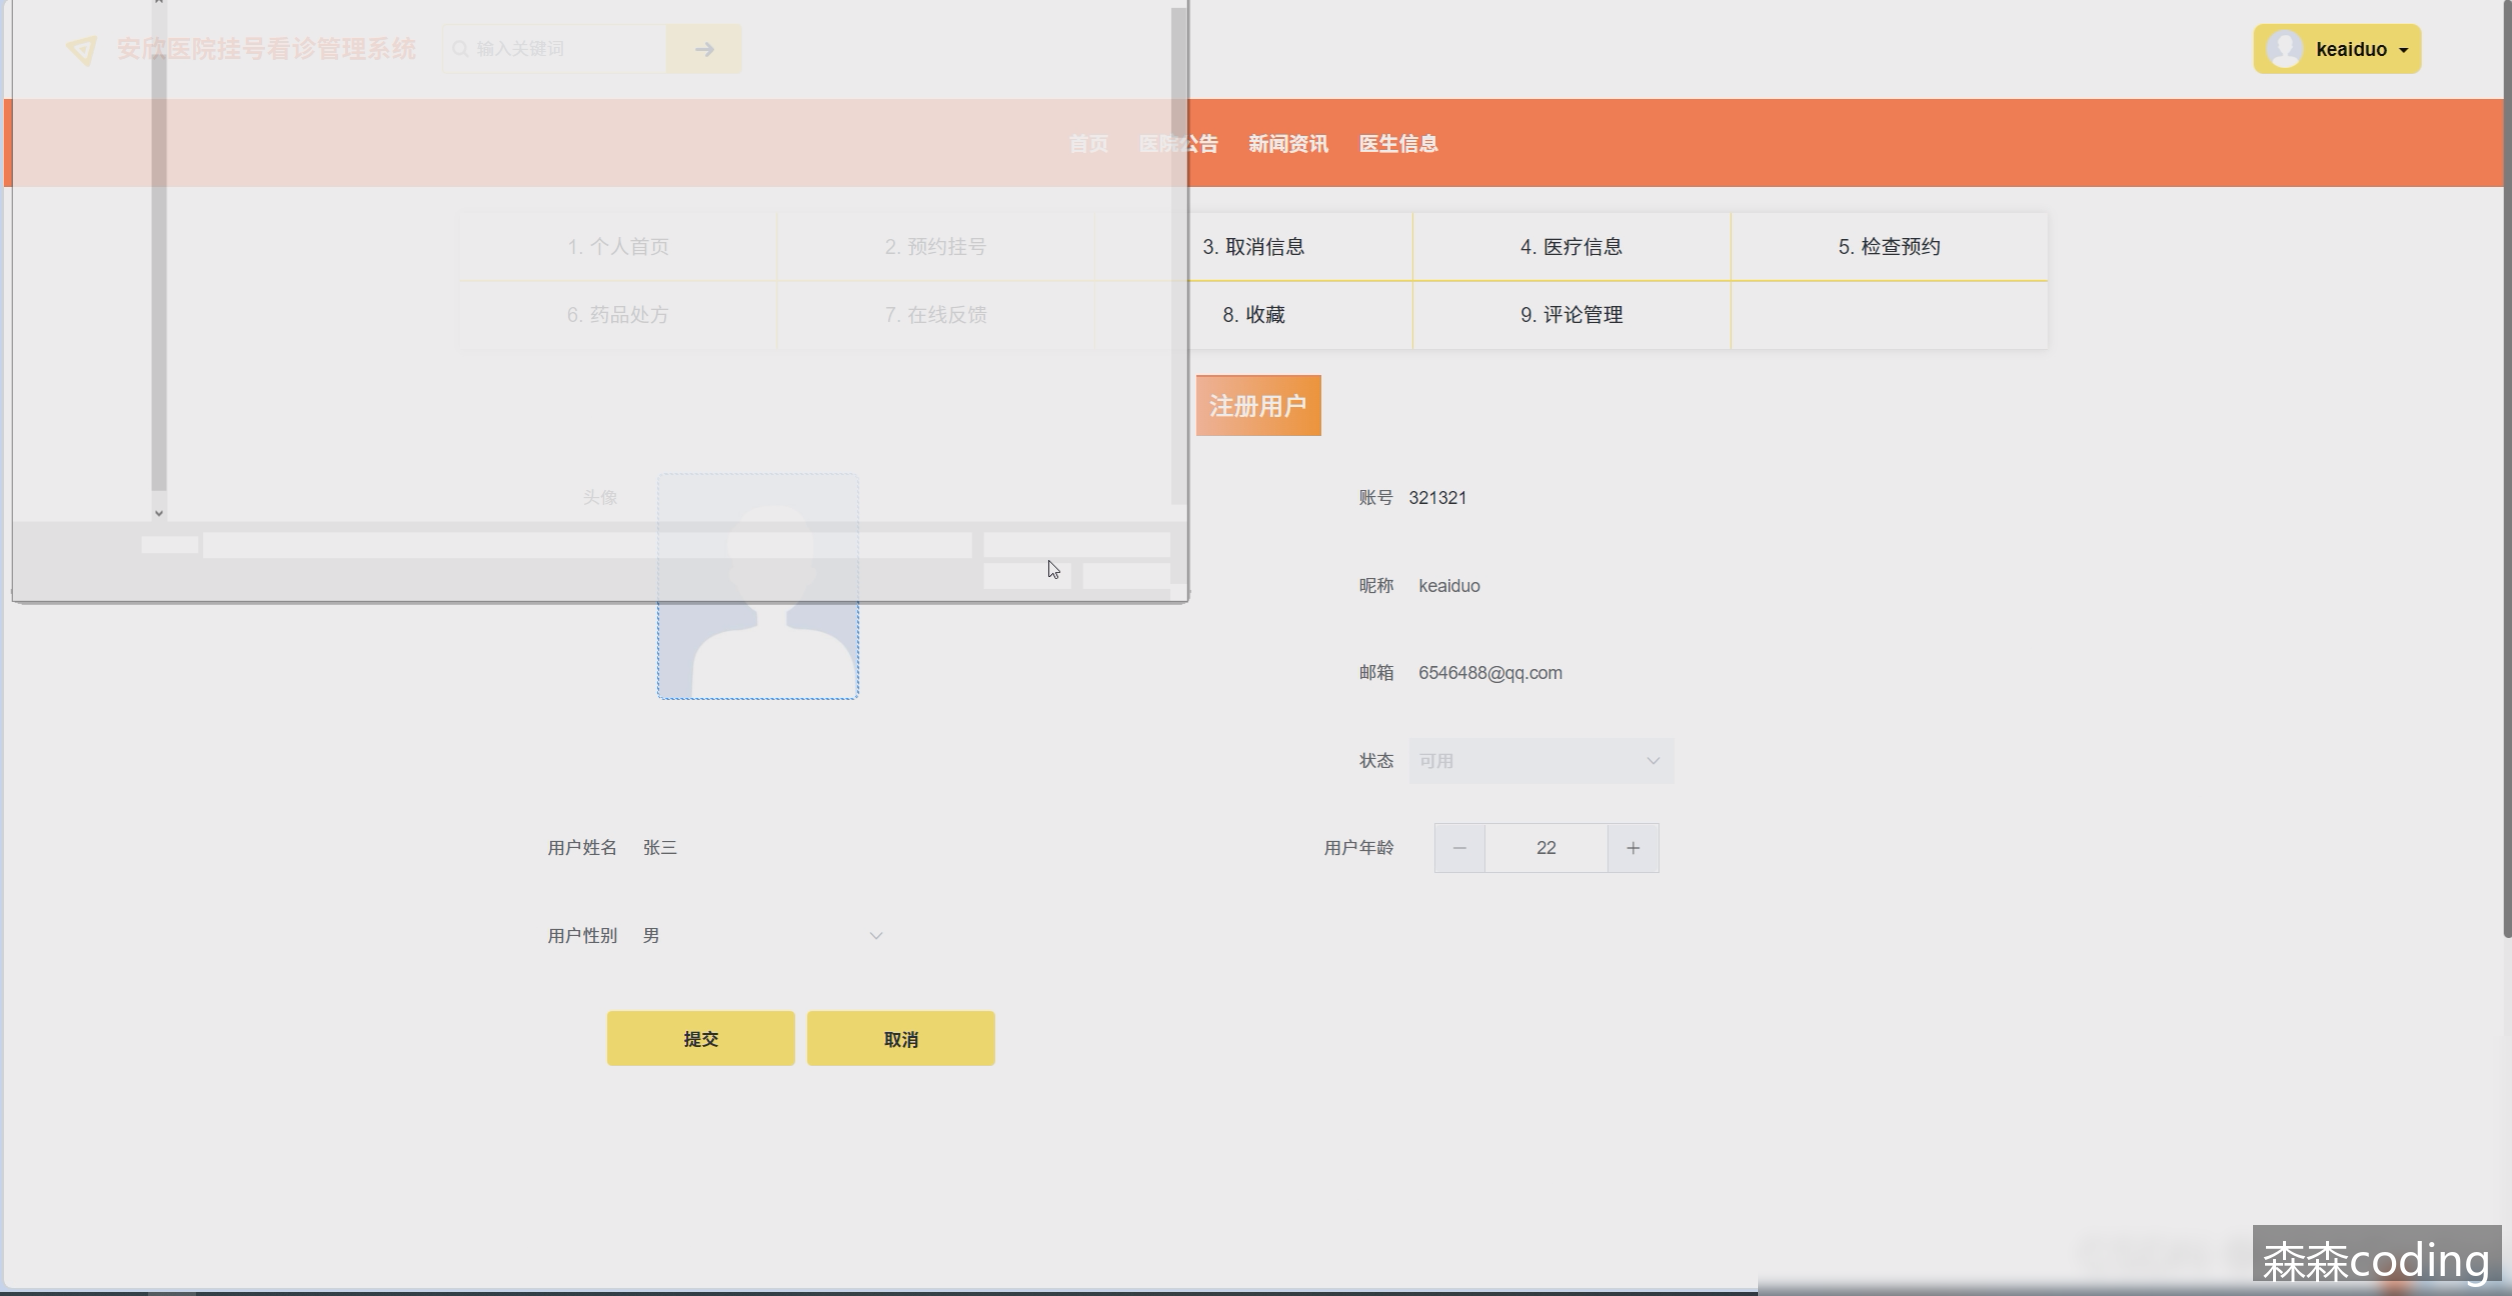 安欣医院挂号看诊管理系统 输入关键词 keaiduo
首页 医院公告 新闻资讯 医生信息
1. 个人首页 2. 预约挂号 3. 取消信息 4. 医疗信息 5. 检查预约
6. 药品处方 7. 在线反馈 8. 收藏 9. 评论管理
注册用户
头像 账号 321321
昵称 keaiduo
邮箱 6546488@qq.com
状态 可用
用户姓名 张三 用户年龄 22
用户性别 男
提交 取消
森森coding